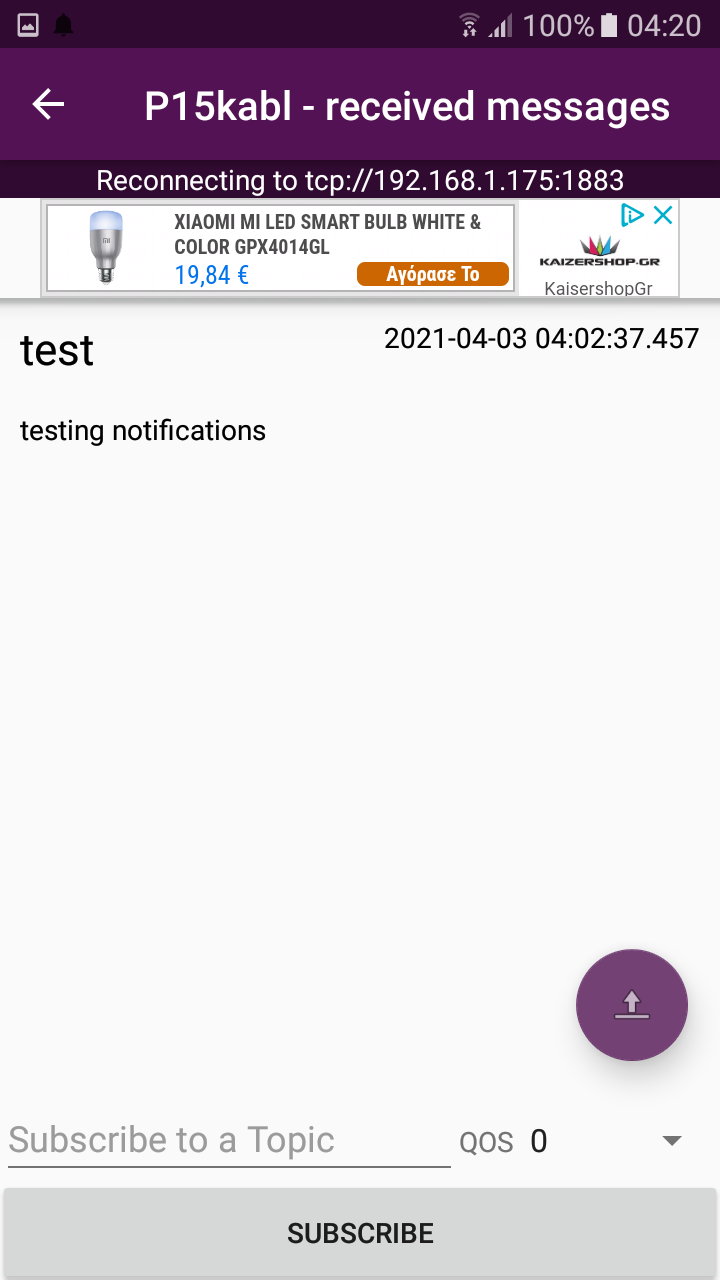 100% 04:20
P15kabl - received messages
Reconnecting to tcp://192.168.1.175:1883
XIAOMI MI LED SMART BULB WHITE &
COLOR GPX4014GL
19,84 €
Αγόρασε Το
KAIZERSHOP.GR
KaisershopGr
test
2021-04-03 04:02:37.457
testing notifications
Subscribe to a Topic
QOS 0
SUBSCRIBE